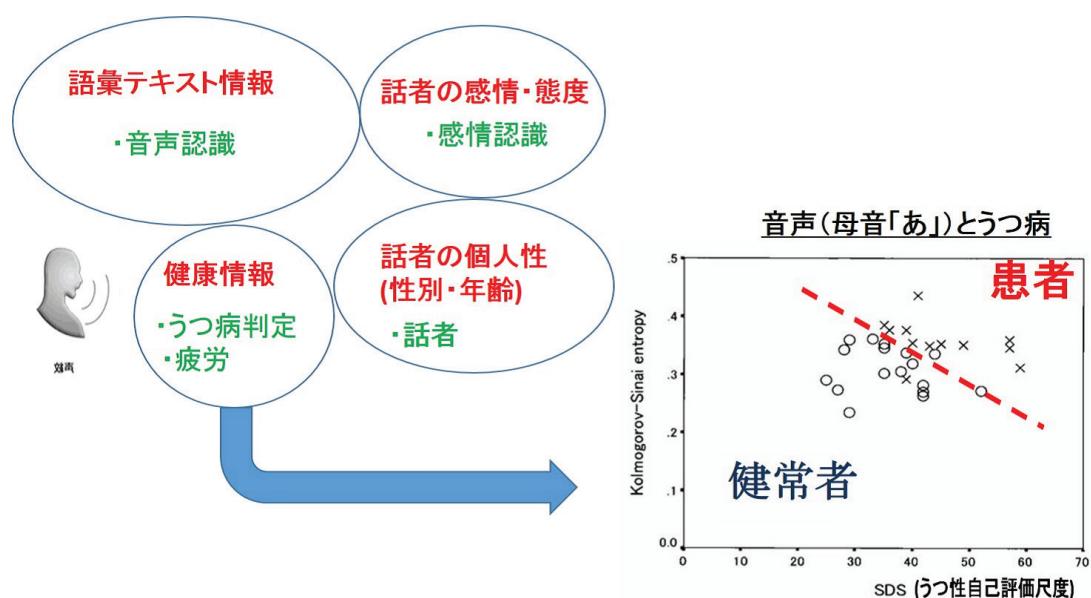 語彙テキスト情報
・音声認識
話者の感情・態度
・感情認識
健康情報
・うつ病判定
・疲労
話者の個人性
(性別・年齢)
・話者
音声(母音「あ」)とうつ病
患者
健常者
Kolmogorov-Sinai entropy
.5
.4
.3
.2
.1
0.0
0 10 20 30 40 50 60 70
SDS (うつ性自己評価尺度)